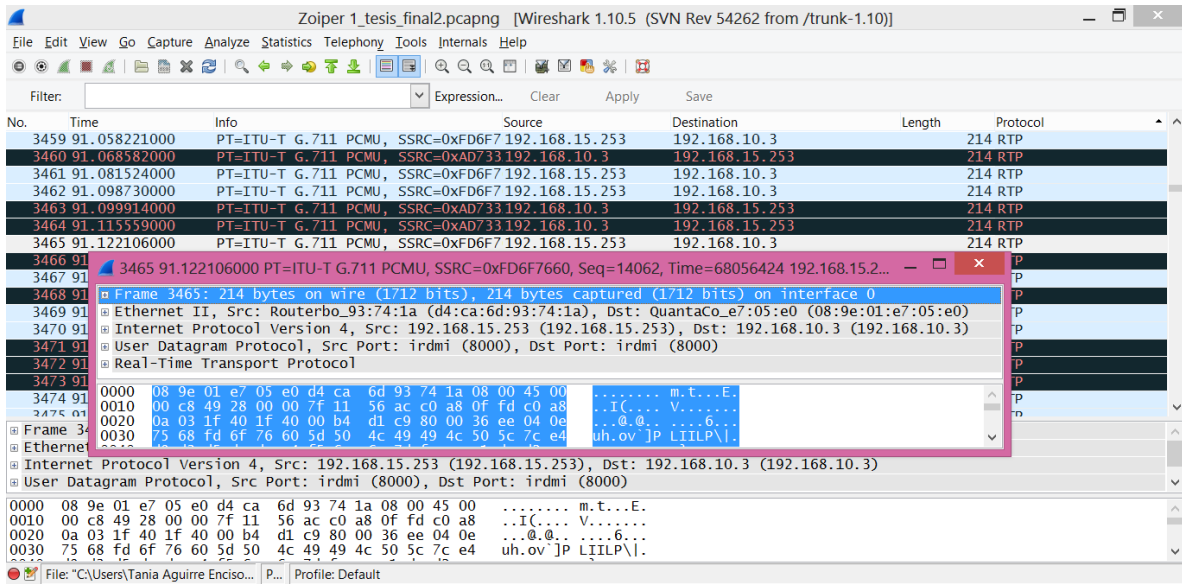 Zoiper 1_tesis_final2.pcapng [Wireshark 1.10.5 (SVN Rev 54262 from /trunk-1.10)]
File Edit View Go Capture Analyze Statistics Telephony Tools Internals Help
Filter: Expression... Clear Apply Save
No. Time Info Source Destination Length Protocol
3459 91.058221000 PT=ITU-T G.711 PCMU, SSRC=0xFD6F7 192.168.15.253 192.168.10.3 214 RTP
3460 91.068582000 PT=ITU-T G.711 PCMU, SSRC=0xAD733 192.168.10.3 192.168.15.253 214 RTP
3461 91.081524000 PT=ITU-T G.711 PCMU, SSRC=0xFD6F7 192.168.15.253 192.168.10.3 214 RTP
3462 91.098730000 PT=ITU-T G.711 PCMU, SSRC=0xFD6F7 192.168.15.253 192.168.10.3 214 RTP
3463 91.099914000 PT=ITU-T G.711 PCMU, SSRC=0xAD733 192.168.10.3 192.168.15.253 214 RTP
3464 91.115559000 PT=ITU-T G.711 PCMU, SSRC=0xAD733 192.168.10.3 192.168.15.253 214 RTP
3465 91.122106000 PT=ITU-T G.711 PCMU, SSRC=0xFD6F7 192.168.15.253 192.168.10.3 214 RTP
3466 91
3467 91
3468 91
3469 91
3470 91
3471 91
3472 91
3473 91
3474 91
3475 91
3465 91.122106000 PT=ITU-T G.711 PCMU, SSRC=0xFD6F7660, Seq=14062, Time=68056424 192.168.15.2...
Frame 3465: 214 bytes on wire (1712 bits), 214 bytes captured (1712 bits) on interface 0
Ethernet II, Src: Routerbo_93:74:1a (d4:ca:6d:93:74:1a), Dst: QuantaCo_e7:05:e0 (08:9e:01:e7:05:e0)
Internet Protocol Version 4, Src: 192.168.15.253 (192.168.15.253), Dst: 192.168.10.3 (192.168.10.3)
User Datagram Protocol, Src Port: irdmi (8000), Dst Port: irdmi (8000)
Real-Time Transport Protocol
0000 08 9e 01 e7 05 e0 d4 ca 6d 93 74 1a 08 00 45 00 ........ m.t...E.
0010 00 c8 49 28 00 00 7f 11 56 ac c0 a8 0f fd c0 a8 ..I(.... V.......
0020 0a 03 1f 40 1f 40 00 b4 d1 c9 80 00 36 ee 04 0e ...@.@.. ....6...
0030 75 68 fd 6f 76 60 5d 50 4c 49 49 4c 50 5c 7c e4 uh.ov`]P LIILP\|.
Frame 34
Ethernet
Internet Protocol Version 4, Src: 192.168.15.253 (192.168.15.253), Dst: 192.168.10.3 (192.168.10.3)
User Datagram Protocol, Src Port: irdmi (8000), Dst Port: irdmi (8000)
0000 08 9e 01 e7 05 e0 d4 ca 6d 93 74 1a 08 00 45 00 ........ m.t...E.
0010 00 c8 49 28 00 00 7f 11 56 ac c0 a8 0f fd c0 a8 ..I(.... V.......
0020 0a 03 1f 40 1f 40 00 b4 d1 c9 80 00 36 ee 04 0e ...@.@.. ....6...
0030 75 68 fd 6f 76 60 5d 50 4c 49 49 4c 50 5c 7c e4 uh.ov`]P LIILP\|.
File: "C:\Users\Tania Aguirre Enciso... P... Profile: Default